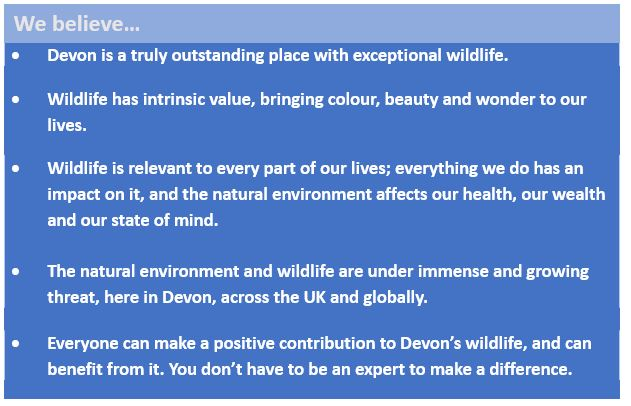 We believe…
• Devon is a truly outstanding place with exceptional wildlife.
• Wildlife has intrinsic value, bringing colour, beauty and wonder to our
lives.
• Wildlife is relevant to every part of our lives; everything we do has an
impact on it, and the natural environment affects our health, our wealth
and our state of mind.
• The natural environment and wildlife are under immense and growing
threat, here in Devon, across the UK and globally.
• Everyone can make a positive contribution to Devon’s wildlife, and can
benefit from it. You don’t have to be an expert to make a difference.